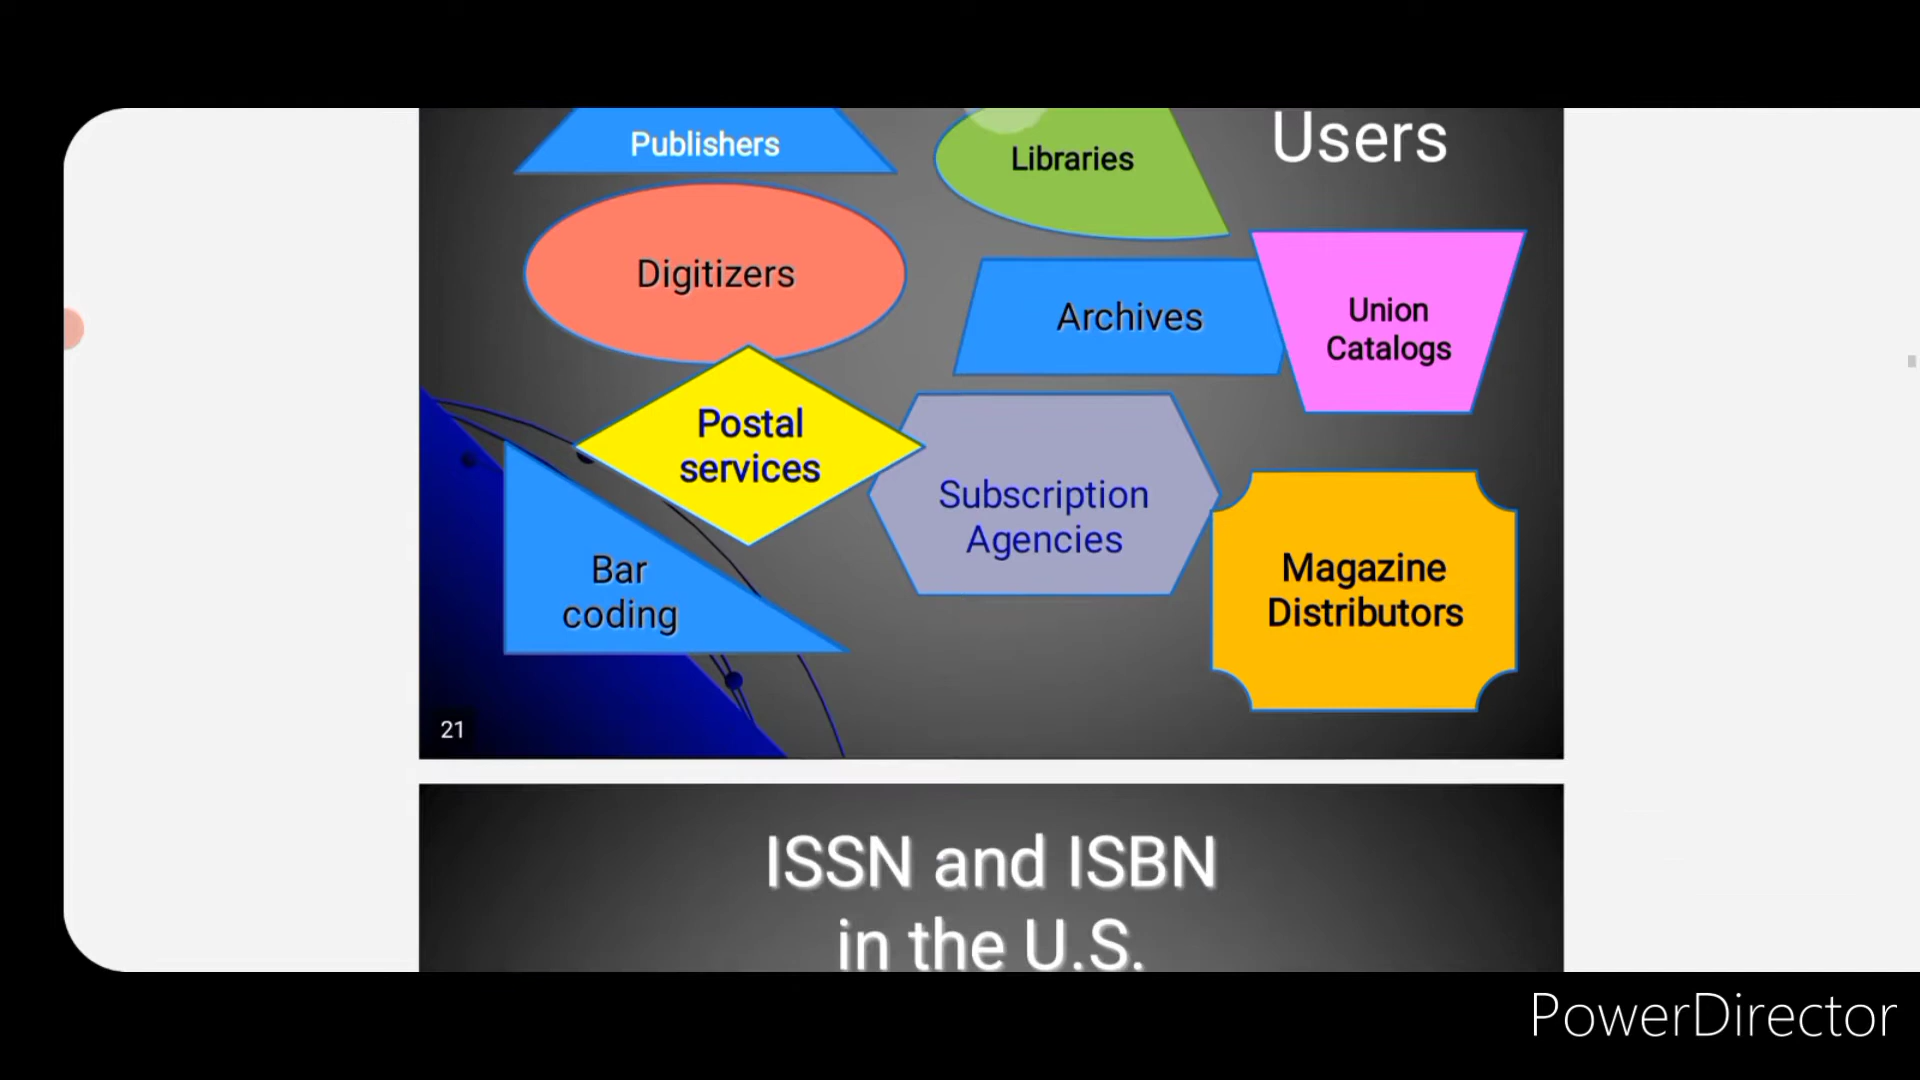 Users
Publishers
Libraries
Digitizers
Archives
Union
Catalogs
Postal
services
Subscription
Agencies
Bar
coding
Magazine
Distributors
21
ISSN and ISBN
in the U.S.
PowerDirector